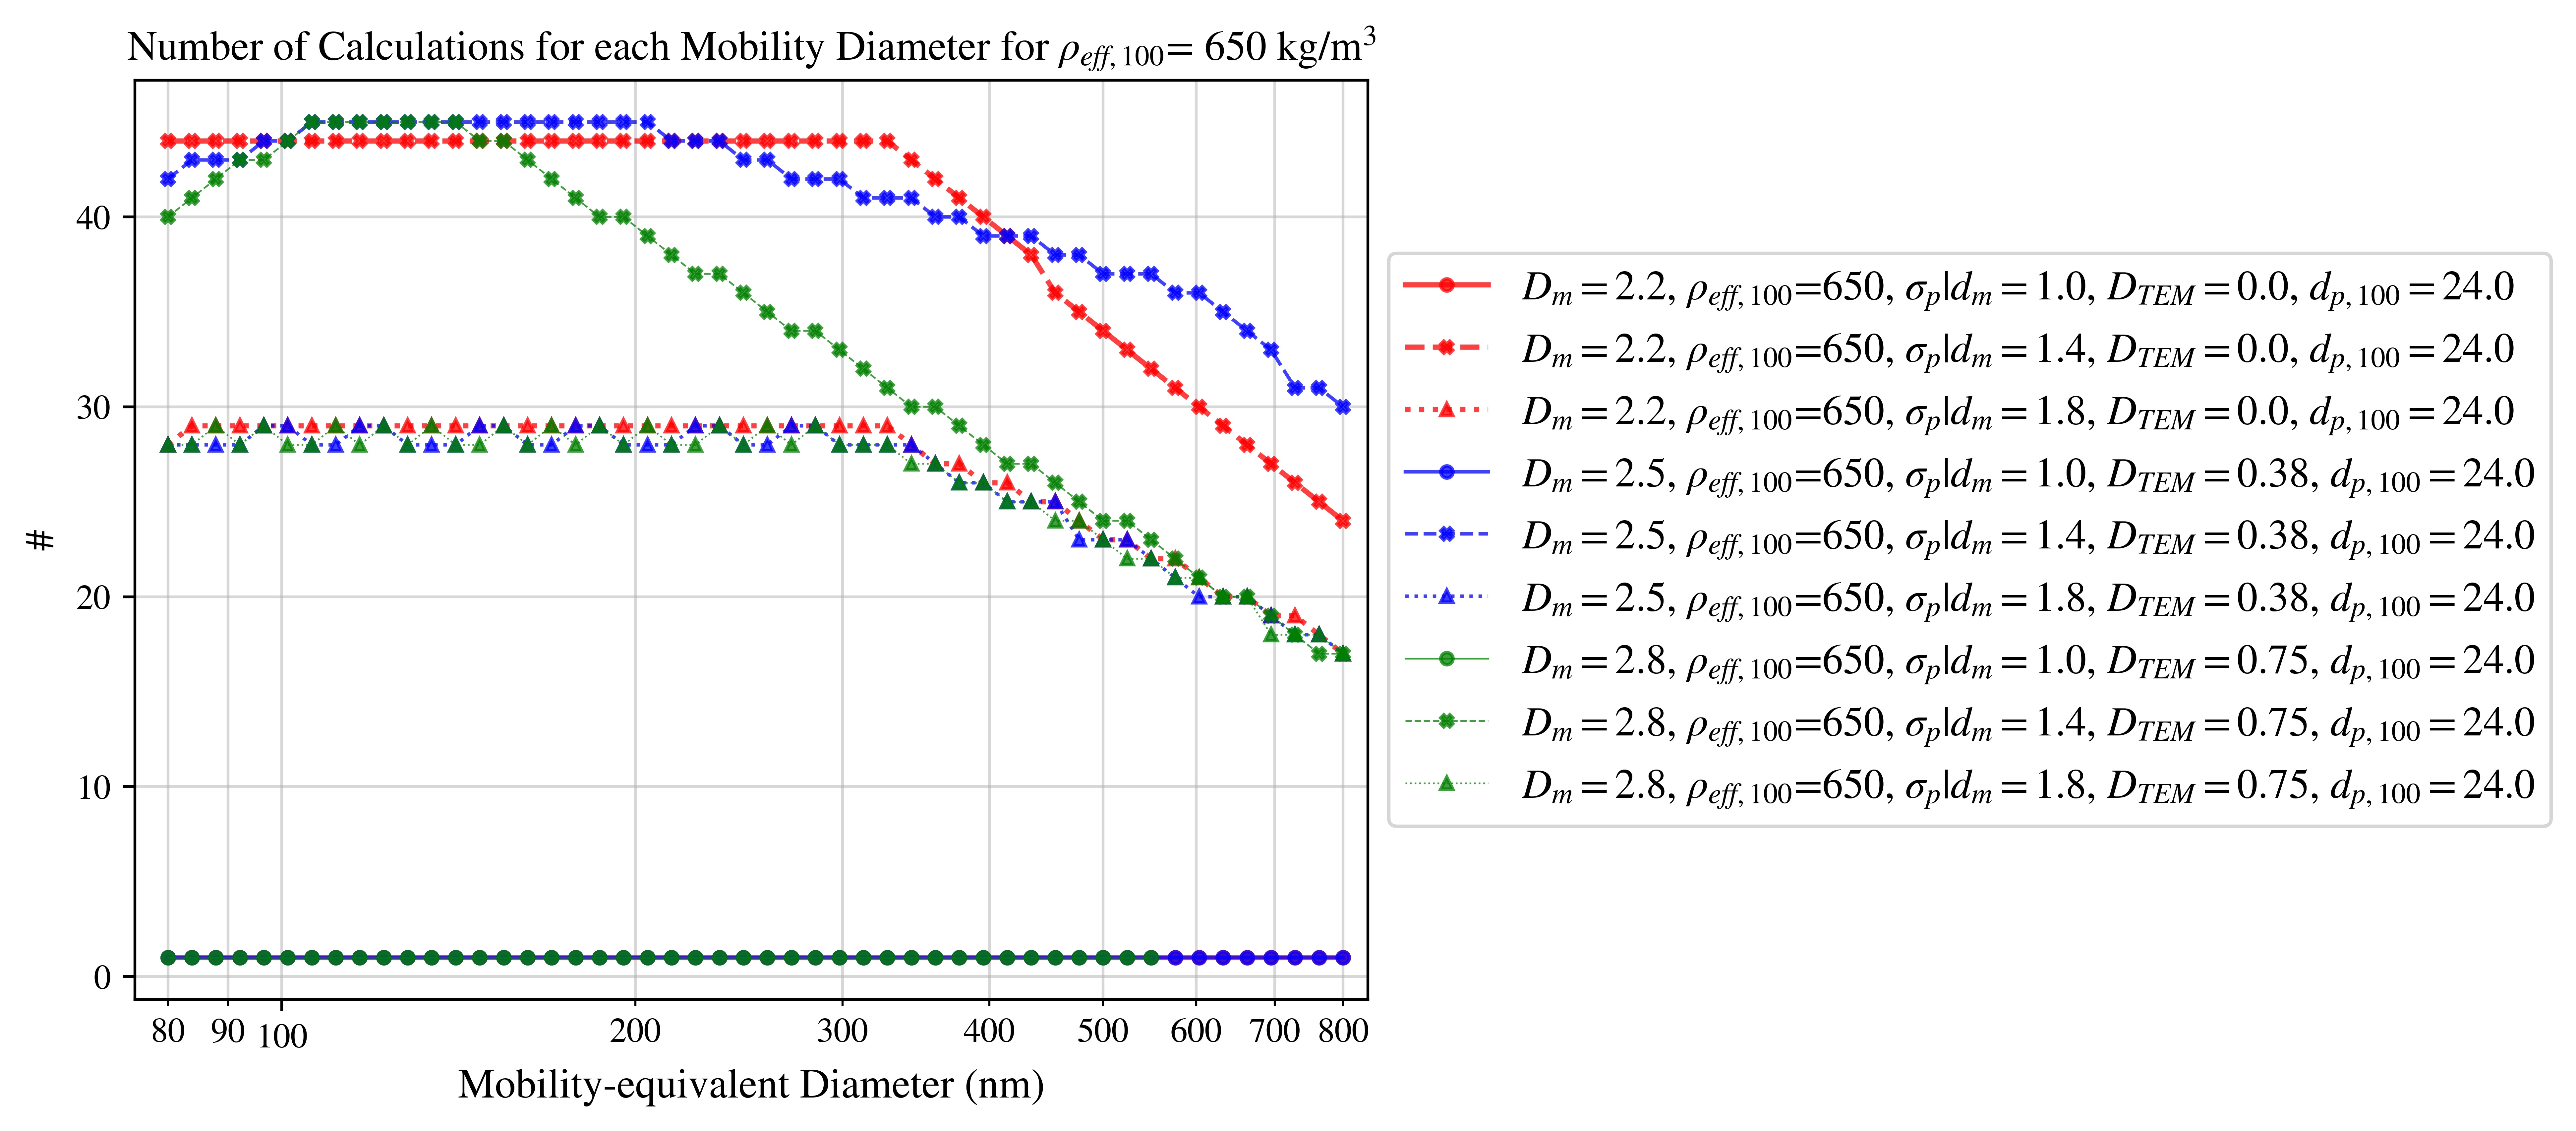 Number of Calculations for each Mobility Diameter for ρeff,100= 650 kg/m³
40
30
20
10
0
#
80 90 100 200 300 400 500 600 700 800
Mobility-equivalent Diameter (nm)
Dm=2.2, ρeff,100=650, σp|dm=1.0, DTEM=0.0, dp,100=24.0
Dm=2.2, ρeff,100=650, σp|dm=1.4, DTEM=0.0, dp,100=24.0
Dm=2.2, ρeff,100=650, σp|dm=1.8, DTEM=0.0, dp,100=24.0
Dm=2.5, ρeff,100=650, σp|dm=1.0, DTEM=0.38, dp,100=24.0
Dm=2.5, ρeff,100=650, σp|dm=1.4, DTEM=0.38, dp,100=24.0
Dm=2.5, ρeff,100=650, σp|dm=1.8, DTEM=0.38, dp,100=24.0
Dm=2.8, ρeff,100=650, σp|dm=1.0, DTEM=0.75, dp,100=24.0
Dm=2.8, ρeff,100=650, σp|dm=1.4, DTEM=0.75, dp,100=24.0
Dm=2.8, ρeff,100=650, σp|dm=1.8, DTEM=0.75, dp,100=24.0